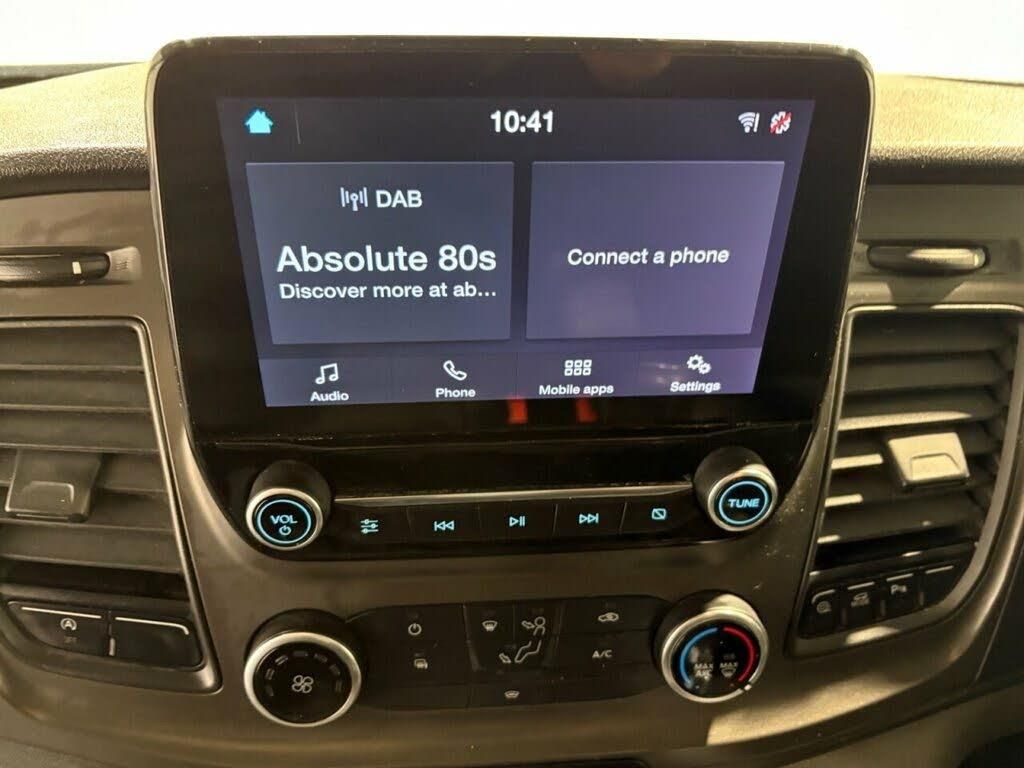 10:41
DAB
Absolute 80s
Discover more at ab...
Connect a phone
Audio
Phone
Mobile apps
Settings
VOL
TUNE
A/C
MAX
A/C
MAX